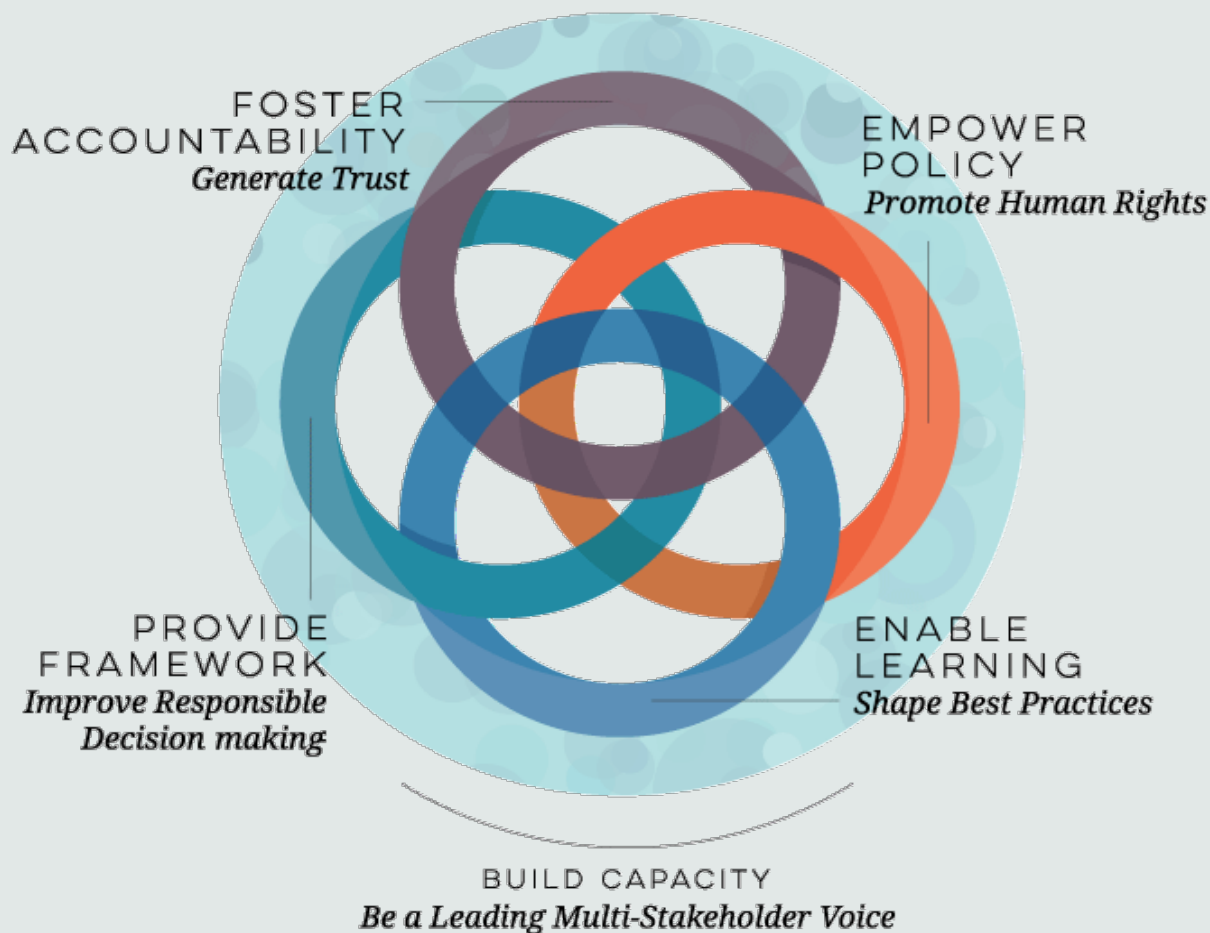 FOSTER
ACCOUNTABILITY
Generate Trust
EMPOWER
POLICY
Promote Human Rights
PROVIDE
FRAMEWORK
Improve Responsible
Decision making
ENABLE
LEARNING
Shape Best Practices
BUILD CAPACITY
Be a Leading Multi-Stakeholder Voice